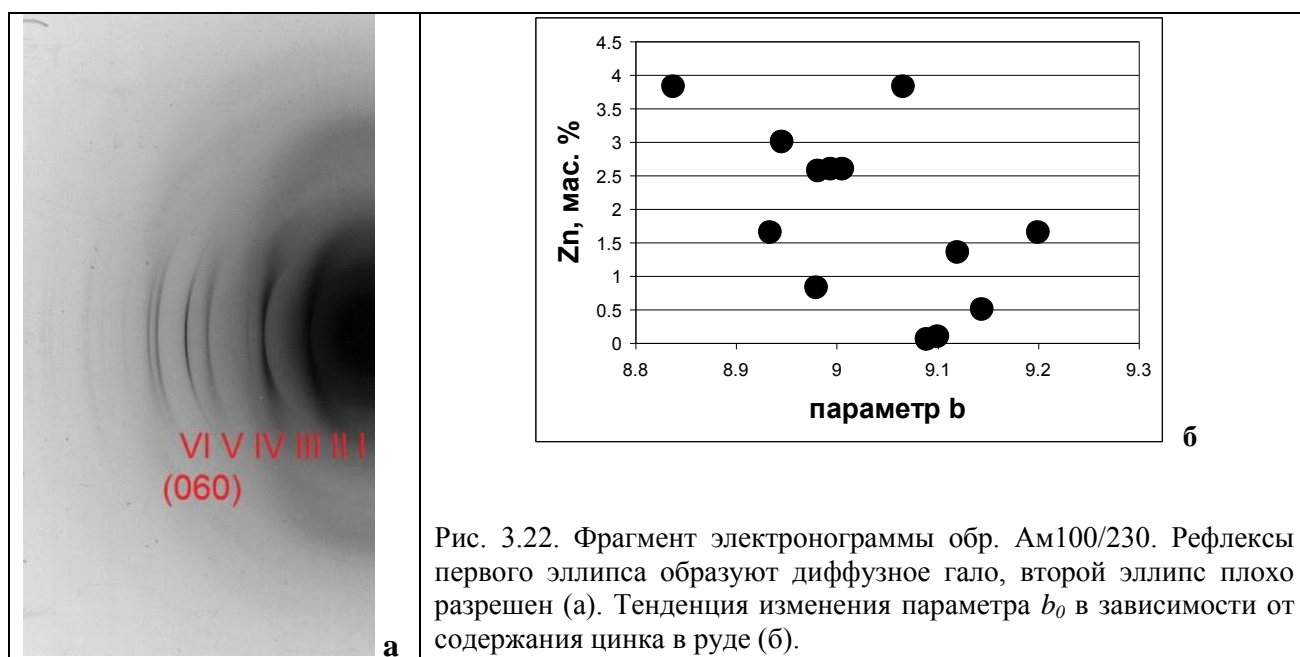 VI V IV III II I
(060)
а
4.5
4
3.5
3
2.5
2
1.5
1
0.5
0
Zn, мас. %
8.8 8.9 9 9.1 9.2 9.3
параметр b
б
Рис. 3.22. Фрагмент электронограммы обр. Ам100/230. Рефлексы
первого эллипса образуют диффузное гало, второй эллипс плохо
разрешен (а). Тенденция изменения параметра b0 в зависимости от
содержания цинка в руде (б).